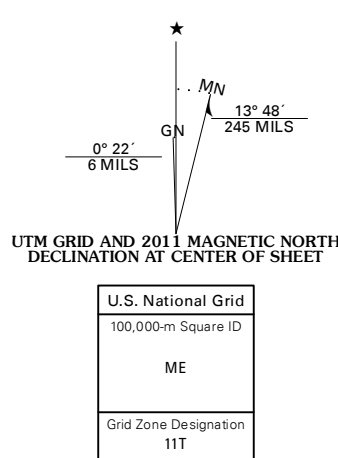 MN
13° 48´
245 MILS
GN
0° 22´
6 MILS
UTM GRID AND 2011 MAGNETIC NORTH
DECLINATION AT CENTER OF SHEET
U.S. National Grid
100,000-m Square ID
ME
Grid Zone Designation
11T